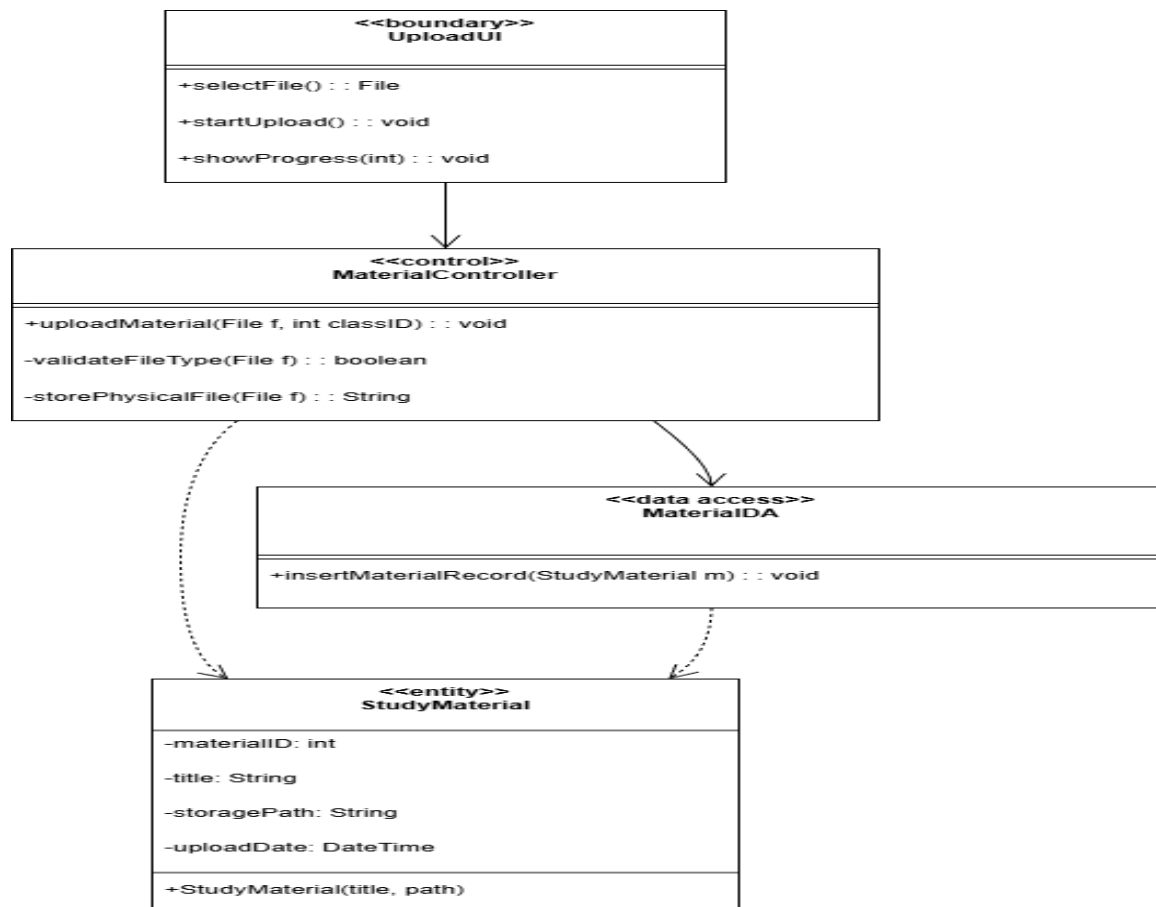 <<boundary>>
UploadUI
+selectFile() : : File
+startUpload() : : void
+showProgress(int) : : void
<<control>>
MaterialController
+uploadMaterial(File f, int classID) : : void
-validateFileType(File f) : : boolean
-storePhysicalFile(File f) : : String
<<data access>>
MaterialDA
+insertMaterialRecord(StudyMaterial m) : : void
<<entity>>
StudyMaterial
-materialID: int
-title: String
-storagePath: String
-uploadDate: DateTime
+StudyMaterial(title, path)